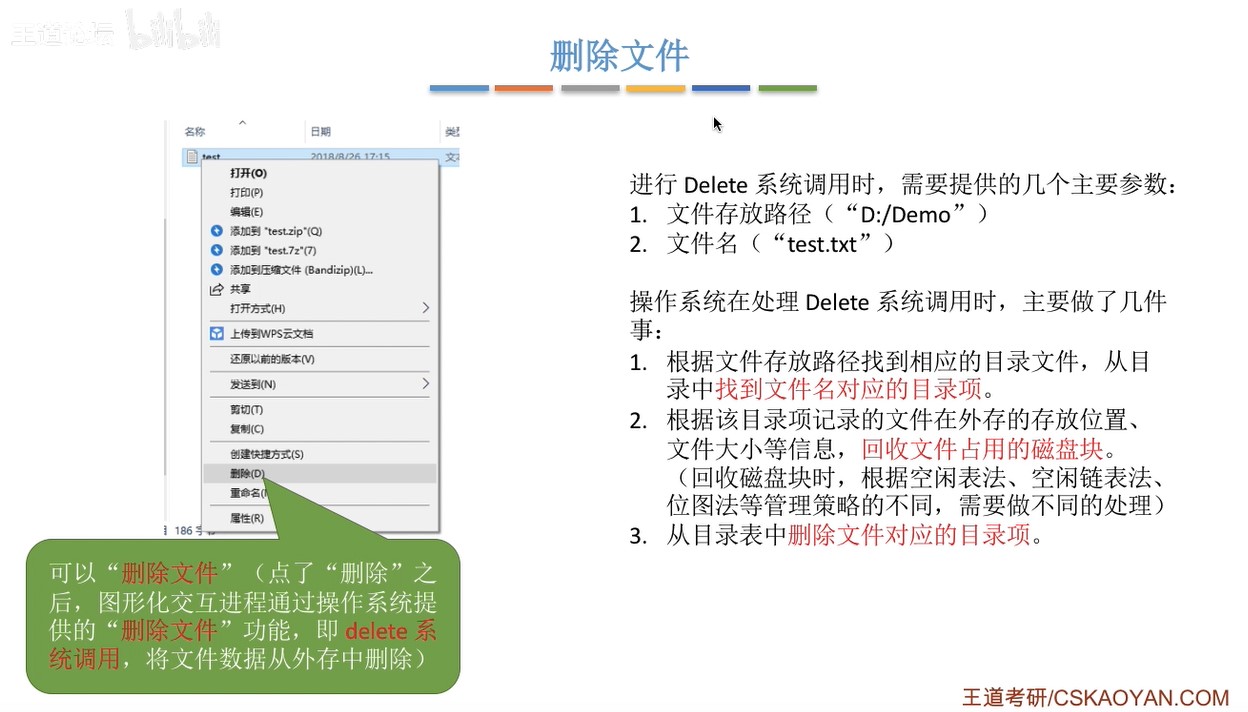 王道论坛 bilibili
删除文件
名称 日期 类型
test 2018/8/26 17:15 文本
打开(O)
打印(P)
编辑(E)
添加到 "test.zip"(Q)
添加到 "test.7z"(7)
添加到压缩文件 (Bandizip)(L)...
共享
打开方式(H)
上传到WPS云文档
还原以前的版本(V)
发送到(N)
剪切(T)
复制(C)
创建快捷方式(S)
删除(D)
重命名(
属性(R)
186 字
可以“删除文件”（点了“删除”之
后，图形化交互进程通过操作系统提
供的“删除文件”功能，即 delete 系
统调用，将文件数据从外存中删除）
进行 Delete 系统调用时，需要提供的几个主要参数：
1. 文件存放路径（“D:/Demo”）
2. 文件名（“test.txt”）
操作系统在处理 Delete 系统调用时，主要做了几件
事：
1. 根据文件存放路径找到相应的目录文件，从目
录中找到文件名对应的目录项。
2. 根据该目录项记录的文件在外存的存放位置、
文件大小等信息，回收文件占用的磁盘块。
（回收磁盘块时，根据空闲表法、空闲链表法、
位图法等管理策略的不同，需要做不同的处理）
3. 从目录表中删除文件对应的目录项。
王道考研/CSKAOYAN.COM